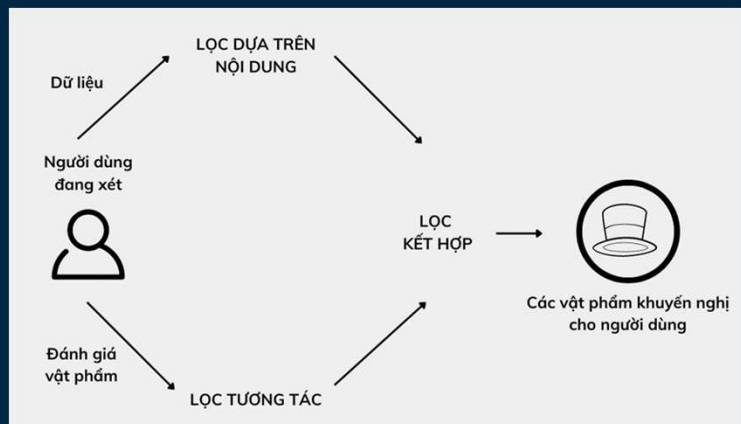 LỌC DỰA TRÊN
NỘI DUNG
Dữ liệu
Người dùng
đang xét
LỌC
KẾT HỢP
Các vật phẩm khuyến nghị
cho người dùng
Đánh giá
vật phẩm
LỌC TƯƠNG TÁC